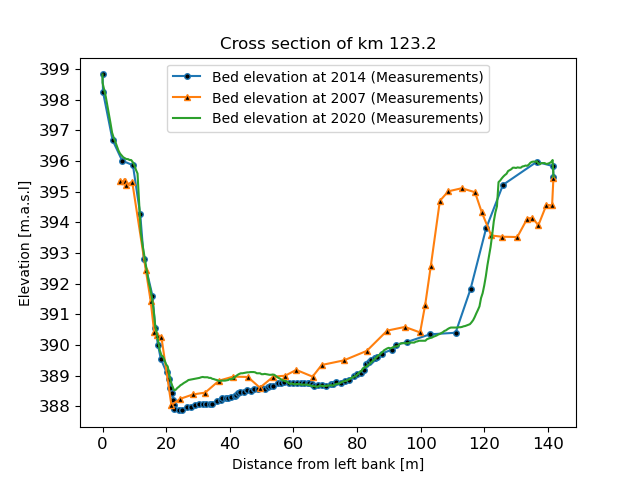 Cross section of km 123.2
Bed elevation at 2014 (Measurements)
Bed elevation at 2007 (Measurements)
Bed elevation at 2020 (Measurements)
Elevation [m.a.s.l]
399
398
397
396
395
394
393
392
391
390
389
388
0 20 40 60 80 100 120 140
Distance from left bank [m]